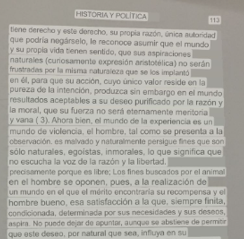 HISTORIA Y POLÍTICA
113
tiene derecho y este derecho, su propia razón, única autoridad
que podría negárselo, le reconoce asumir que el mundo
y su propia vida tienen sentido, que sus aspiraciones
naturales (curiosamente expresión aristotélica) no serán
frustradas por la misma naturaleza que se los implantó
en él, para que su acción, cuyo único valor reside en la
pureza de la intención, produzca sin embargo en el mundo
resultados aceptables a su deseo purificado por la razón y
la moral, que su fuerza no será eternamente mentoria
y vana ( 3). Ahora bien, el mundo de la experiencia es un
mundo de violencia, el hombre, tal como se presenta a la
observación, es malvado y naturalmente persigue fines que son
sólo naturales, egoístas, inmorales, lo que significa que
no escucha la voz de la razón y la libertad.
precisamente porque es libre; Los fines buscados por el animal
en el hombre se oponen, pues, a la realización de
un mundo en el que el mérito encontraría su recompensa y el
hombre bueno, esa satisfacción a la que, siempre finita,
condicionada, determinada por sus necesidades y sus deseos,
aspira. No puede dejar de apuntar, aunque se abstiene de permitir
que este deseo, por natural que sea, influya en su